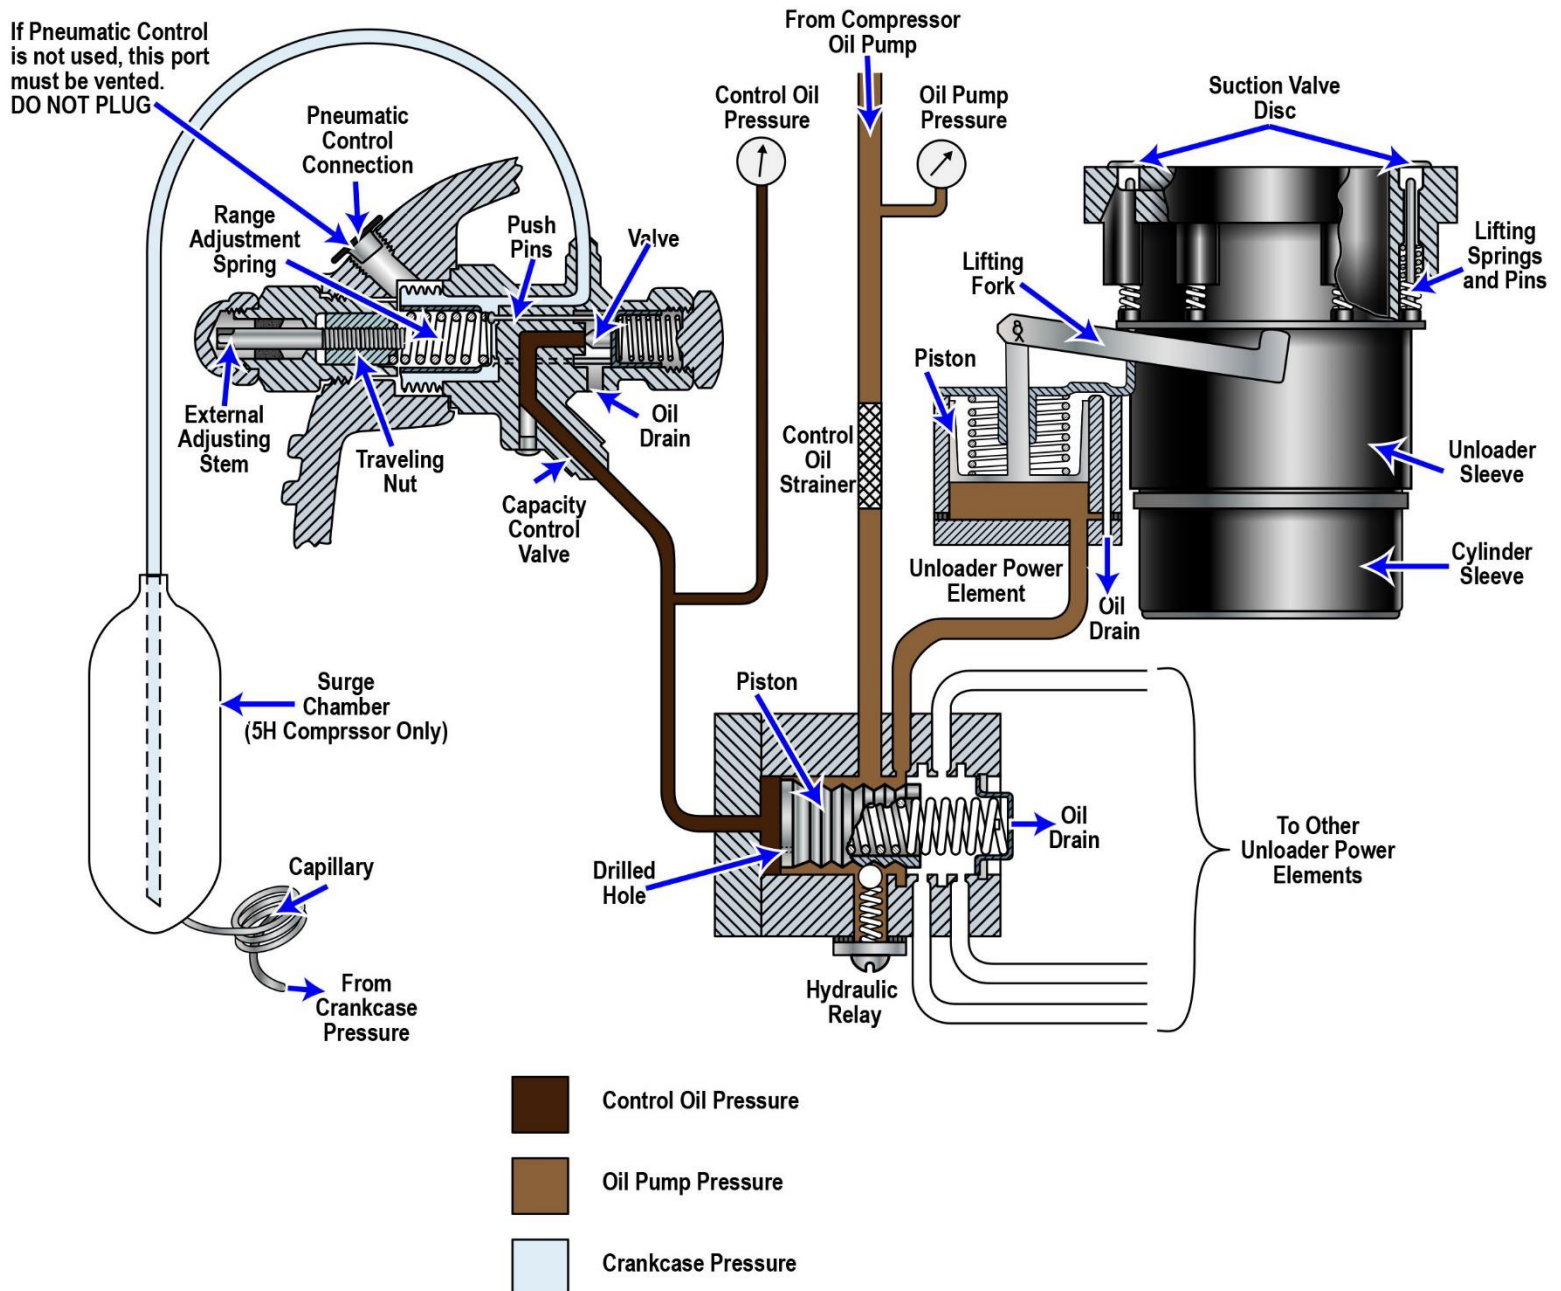 If Pneumatic Control
is not used, this port
must be vented.
DO NOT PLUG
Pneumatic
Control
Connection
Range
Adjustment
Spring
Push
Pins
Valve
External
Adjusting
Stem
Traveling
Nut
Oil
Drain
Capacity
Control
Valve
Control Oil
Pressure
From Compressor
Oil Pump
Oil Pump
Pressure
Suction Valve
Disc
Lifting
Fork
Lifting
Springs
and Pins
Piston
Control
Oil
Strainer
Unloader
Sleeve
Unloader Power
Element
Oil
Drain
Cylinder
Sleeve
Surge
Chamber
(5H Comprssor Only)
Piston
Capillary
Drilled
Hole
Oil
Drain
To Other
Unloader Power
Elements
From
Crankcase
Pressure
Hydraulic
Relay
Control Oil Pressure
Oil Pump Pressure
Crankcase Pressure